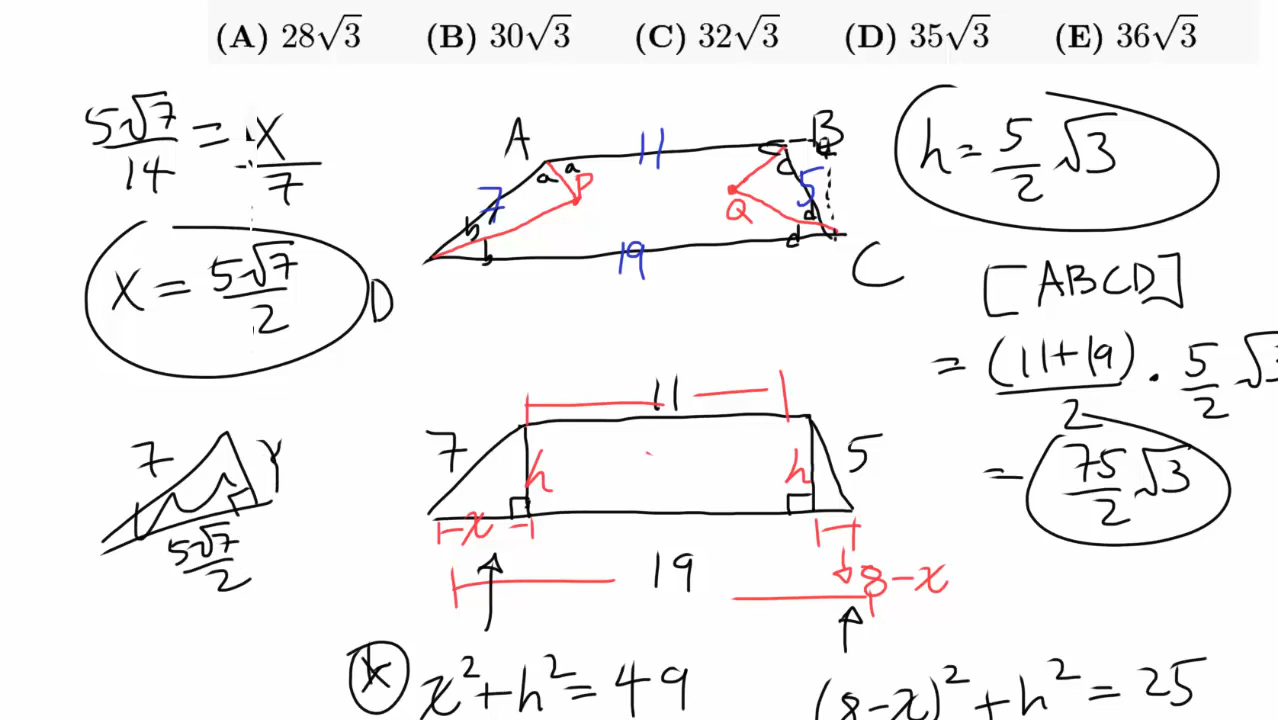 (A) 28√3 (B) 30√3 (C) 32√3 (D) 35√3 (E) 36√3
5√7/14 = x/7
x = 5√7/2
A 11 B
a a
P
7
b
b
Q
c
5
d
d
19
D
C
h = 5/2 √3
[ABCD]
= (11+19)/2 · 5/2 √3
= 75/2 √3
7
y
5√7/2
11
7 h h 5
x
8-x
19
x²+h²=49
(8-x)²+h²=25